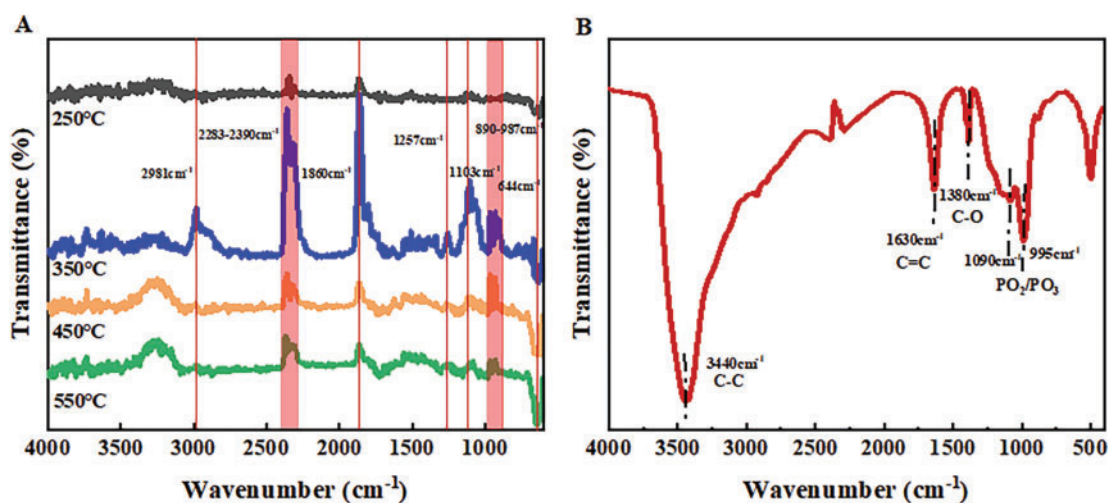 A
Transmittance (%)
250°C
2283-2390cm⁻¹
2981cm⁻¹
1860cm⁻¹
1257cm⁻¹
890-987cm⁻¹
1103cm⁻¹
644cm⁻¹
350°C
450°C
550°C
4000 3500 3000 2500 2000 1500 1000
Wavenumber (cm⁻¹)
B
Transmittance (%)
1380cm⁻¹
C-O
1630cm⁻¹
C=C
1090cm⁻¹
995cm⁻¹
PO₂/PO₃
3440cm⁻¹
C-C
4000 3500 3000 2500 2000 1500 1000 500
Wavenumber (cm⁻¹)